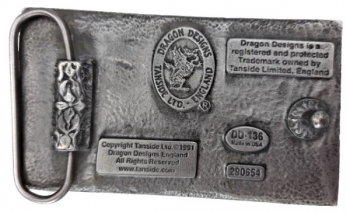 DRAGON DESIGNS
TANSIDE LTD. - ENGLAND
®
Dragon Designs is a
registered and protected
Trademark owned by
Tanside Limited, England
Copyright Tanside Ltd © 1991
Dragon Designs England
All Rights Reserved
www.tanside.com
DD-136
Made in USA
290654